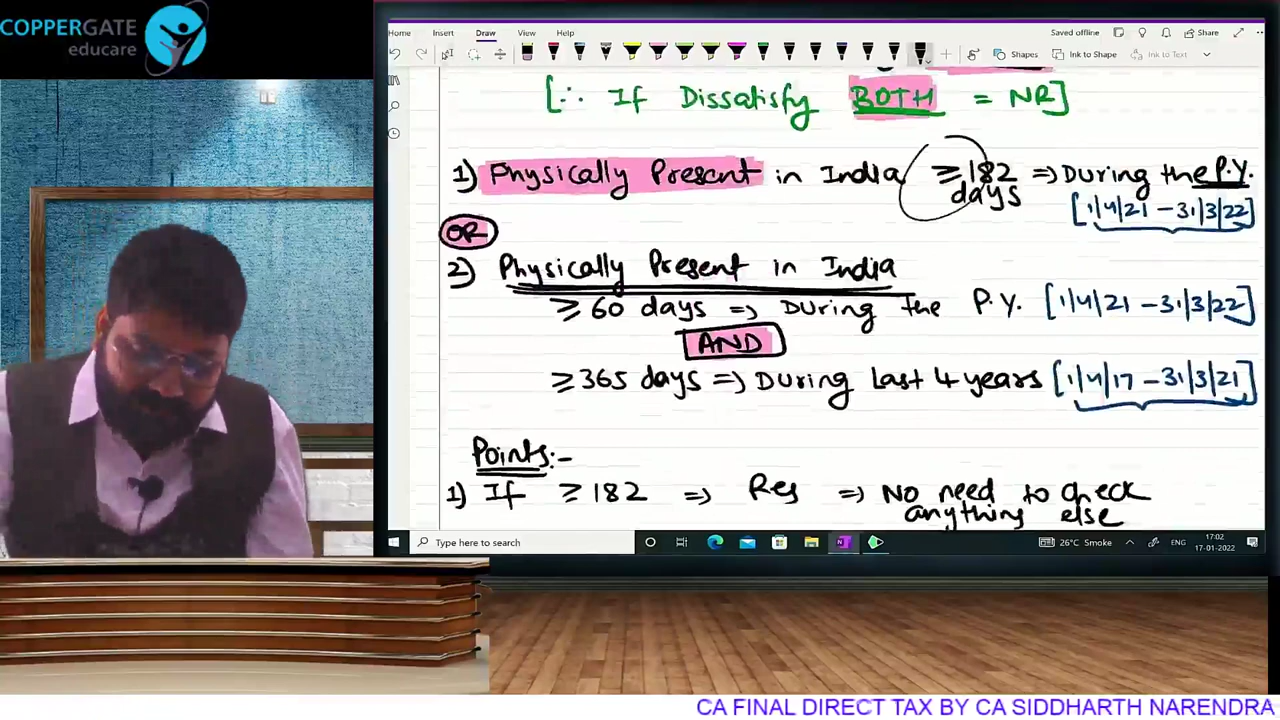 COPPERGATE
educare
Home Insert Draw View Help
Saved offline
Share
Shapes
Ink to Shape
Ink to Text
[∴ If Dissatisfy BOTH = NR]
1) Physically Present in India ≥182 days => During the P.Y.
[1/4/21 - 31/3/22]
OR
2) Physically Present in India
≥ 60 days => During the P.Y. [1/4/21 - 31/3/22]
AND
≥365 days => During Last 4 years [1/4/17 - 31/3/21]
Points:-
1) If ≥182 => Res => No need to check
anything else
Type here to search
26°C Smoke
ENG
17:02
17-01-2022
CA FINAL DIRECT TAX BY CA SIDDHARTH NARENDRA